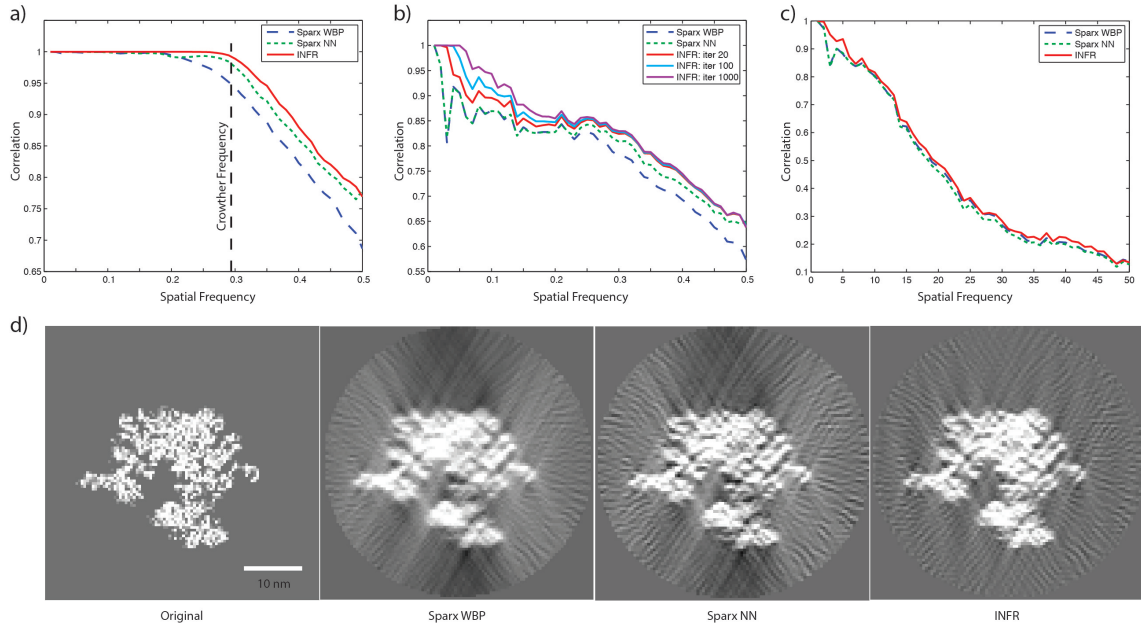 a)
Sparx WBP
Sparx NN
INFR
1
0.95
0.9
0.85
0.8
0.75
0.7
0.65
Correlation
Crowther Frequency
0
0.1
0.2
0.3
0.4
0.5
Spatial Frequency
b)
Sparx WBP
Sparx NN
INFR: iter 20
INFR: iter 100
INFR: iter 1000
1
0.95
0.9
0.85
0.8
0.75
0.7
0.65
0.6
0.55
Correlation
0
0.1
0.2
0.3
0.4
0.5
Spatial Frequency
c)
Sparx WBP
Sparx NN
INFR
1
0.9
0.8
0.7
0.6
0.5
0.4
0.3
0.2
0.1
Correlation
0
5
10
15
20
25
30
35
40
45
50
Spatial Frequency
d)
10 nm
Original
Sparx WBP
Sparx NN
INFR